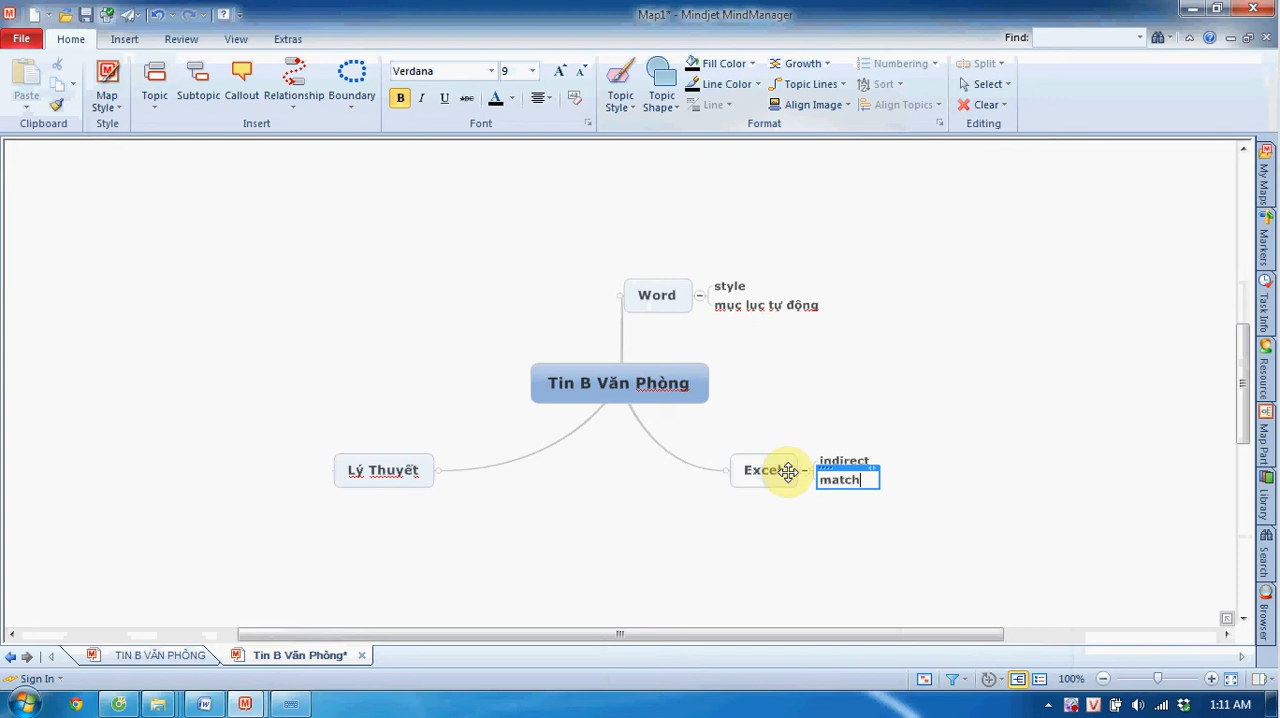 Map1* - Mindjet MindManager
File Home Insert Review View Extras Find:
Paste Map Style Topic Subtopic Callout Relationship Boundary
Verdana 9
B U ABC A
Topic Style Topic Shape
Fill Color Growth Numbering Split
Line Color Topic Lines Sort Select
Line Align Image Align Topics Clear
Clipboard Style Insert Font Format Editing
My Maps
Markers
Task Info
Resource
Map Part
Library
Search
Browser
Word
style
mục lục tự động
Tin B Văn Phòng
Lý Thuyết
Excel
indirect
match
TIN B VĂN PHÒNG Tin B Văn Phòng*
Sign In 100%
1:11 AM